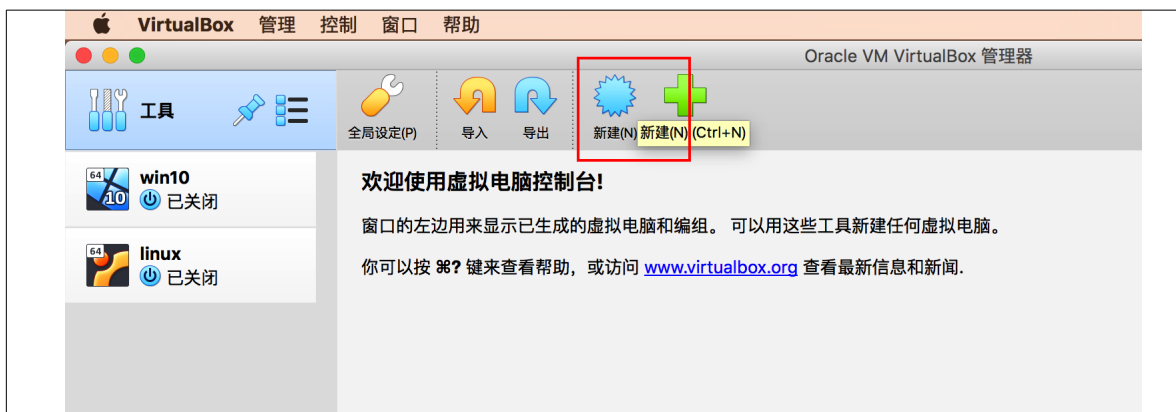 VirtualBox 管理 控制 窗口 帮助
Oracle VM VirtualBox 管理器
工具
全局设定(P) 导入 导出 新建(N) 新建(N) (Ctrl+N)
64 10 win10
已关闭
64 linux
已关闭
欢迎使用虚拟电脑控制台!
窗口的左边用来显示已生成的虚拟电脑和编组。 可以用这些工具新建任何虚拟电脑。
你可以按 ⌘? 键来查看帮助，或访问 www.virtualbox.org 查看最新信息和新闻.